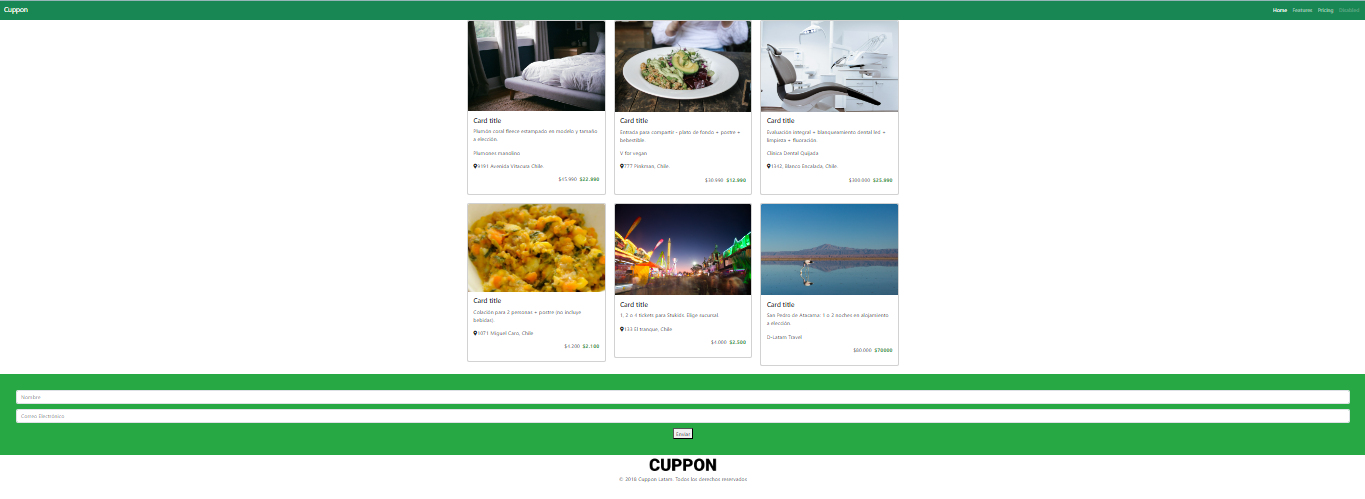 Cuppon
Home Features Pricing Disabled
Card title
Plumón coral fleece estampado en modelo y tamaño
a elección.
Plumones manolino
9191 Avenida Vitacura Chile
$15.990 $22.990
Card title
Entrada para compartir + plato de fondo + postre +
bebestible
V for vegan
777 Pinkman, Chile
$30.990 $13.990
Card title
Evaluación integral + blanqueamiento dental led +
limpieza + fluoración.
Clínica Dental Quijada
1342, Blanco Encalada, Chile
$300.000 $25.990
Card title
Colación para 2 personas + postre (no incluye
bebidas).
1071 Miguel Caro, Chile
$4.200 $2.100
Card title
1, 2 o 4 tickets para Stukids. Elige sucursal
133 El tranque, Chile
$4.000 $2.500
Card title
San Pedro de Atacama: 1 o 2 noches en alojamiento
a elección
D-Latam Travel
$60.000 $70000
Nombre
Correo Electrónico
Enviar
CUPPON
© 2018 Cuppon Latam. Todos los derechos reservados